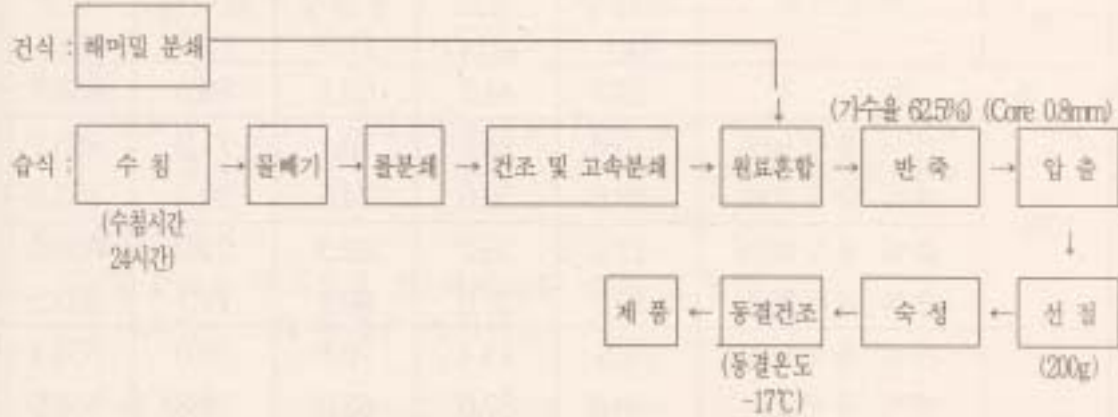 건식 : 해머밀 분쇄
(가수율 62.5%) (Core 0.8mm)
습식 : 수 침 → 물빼기 → 롤분쇄 → 건조 및 고속분쇄 → 원료혼합 → 반 죽 → 압 출
(수침시간
24시간)
↓
제 품 ← 동결건조 ← 숙 성 ← 선 절
(동결온도
-17℃)
(200g)